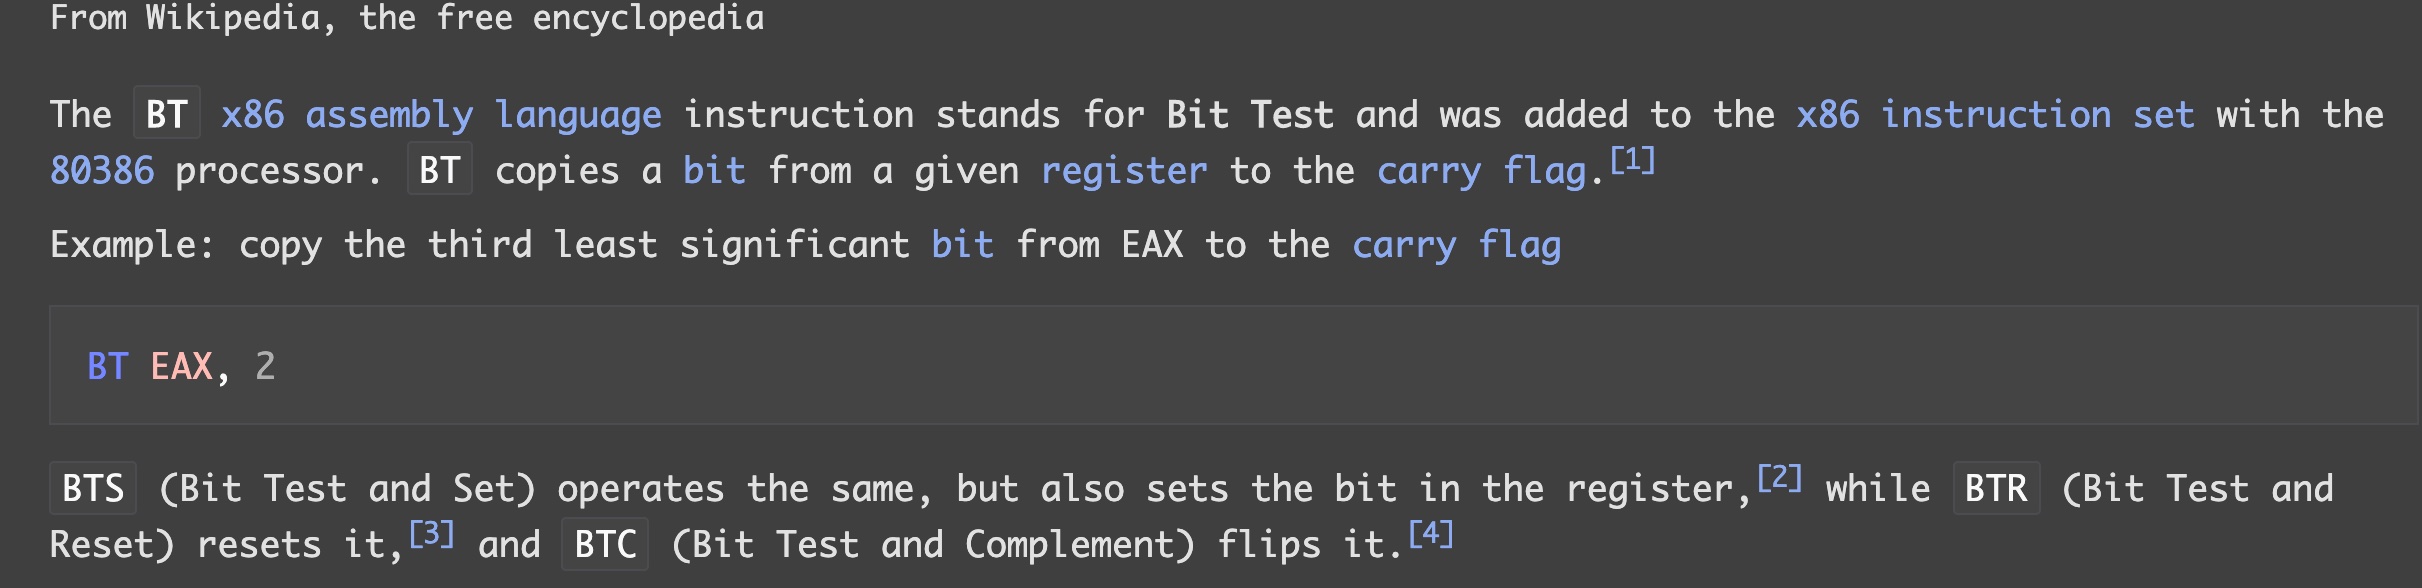 From Wikipedia, the free encyclopedia
The BT x86 assembly language instruction stands for Bit Test and was added to the x86 instruction set with the
80386 processor. BT copies a bit from a given register to the carry flag.[1]
Example: copy the third least significant bit from EAX to the carry flag
BT EAX, 2
BTS (Bit Test and Set) operates the same, but also sets the bit in the register,[2] while BTR (Bit Test and
Reset) resets it,[3] and BTC (Bit Test and Complement) flips it.[4]